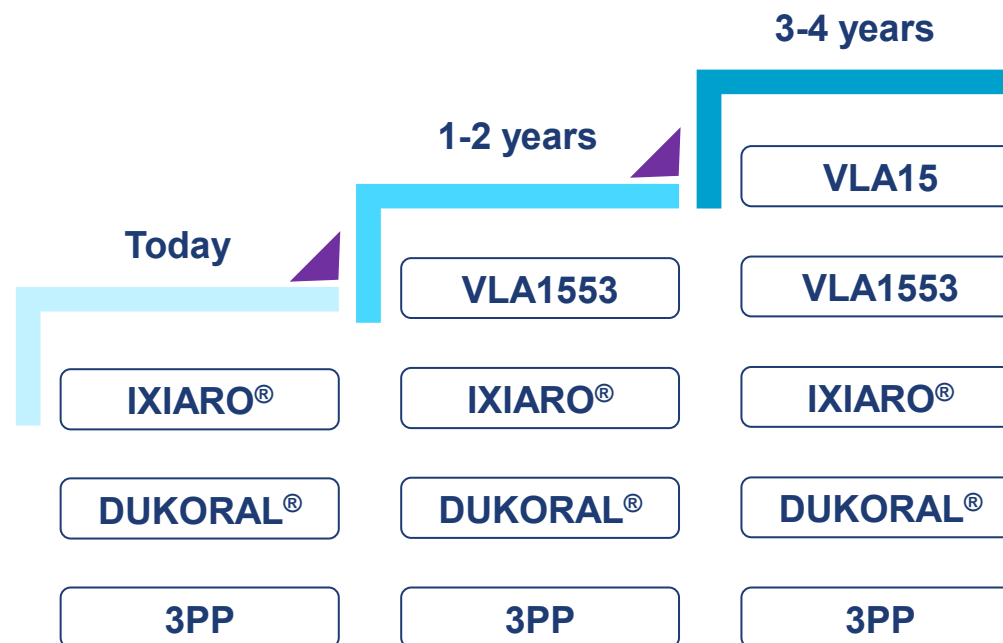 3-4 years
1-2 years
VLA15
Today
VLA1553
VLA1553
IXIARO®
IXIARO®
IXIARO®
DUKORAL®
DUKORAL®
DUKORAL®
3PP
3PP
3PP